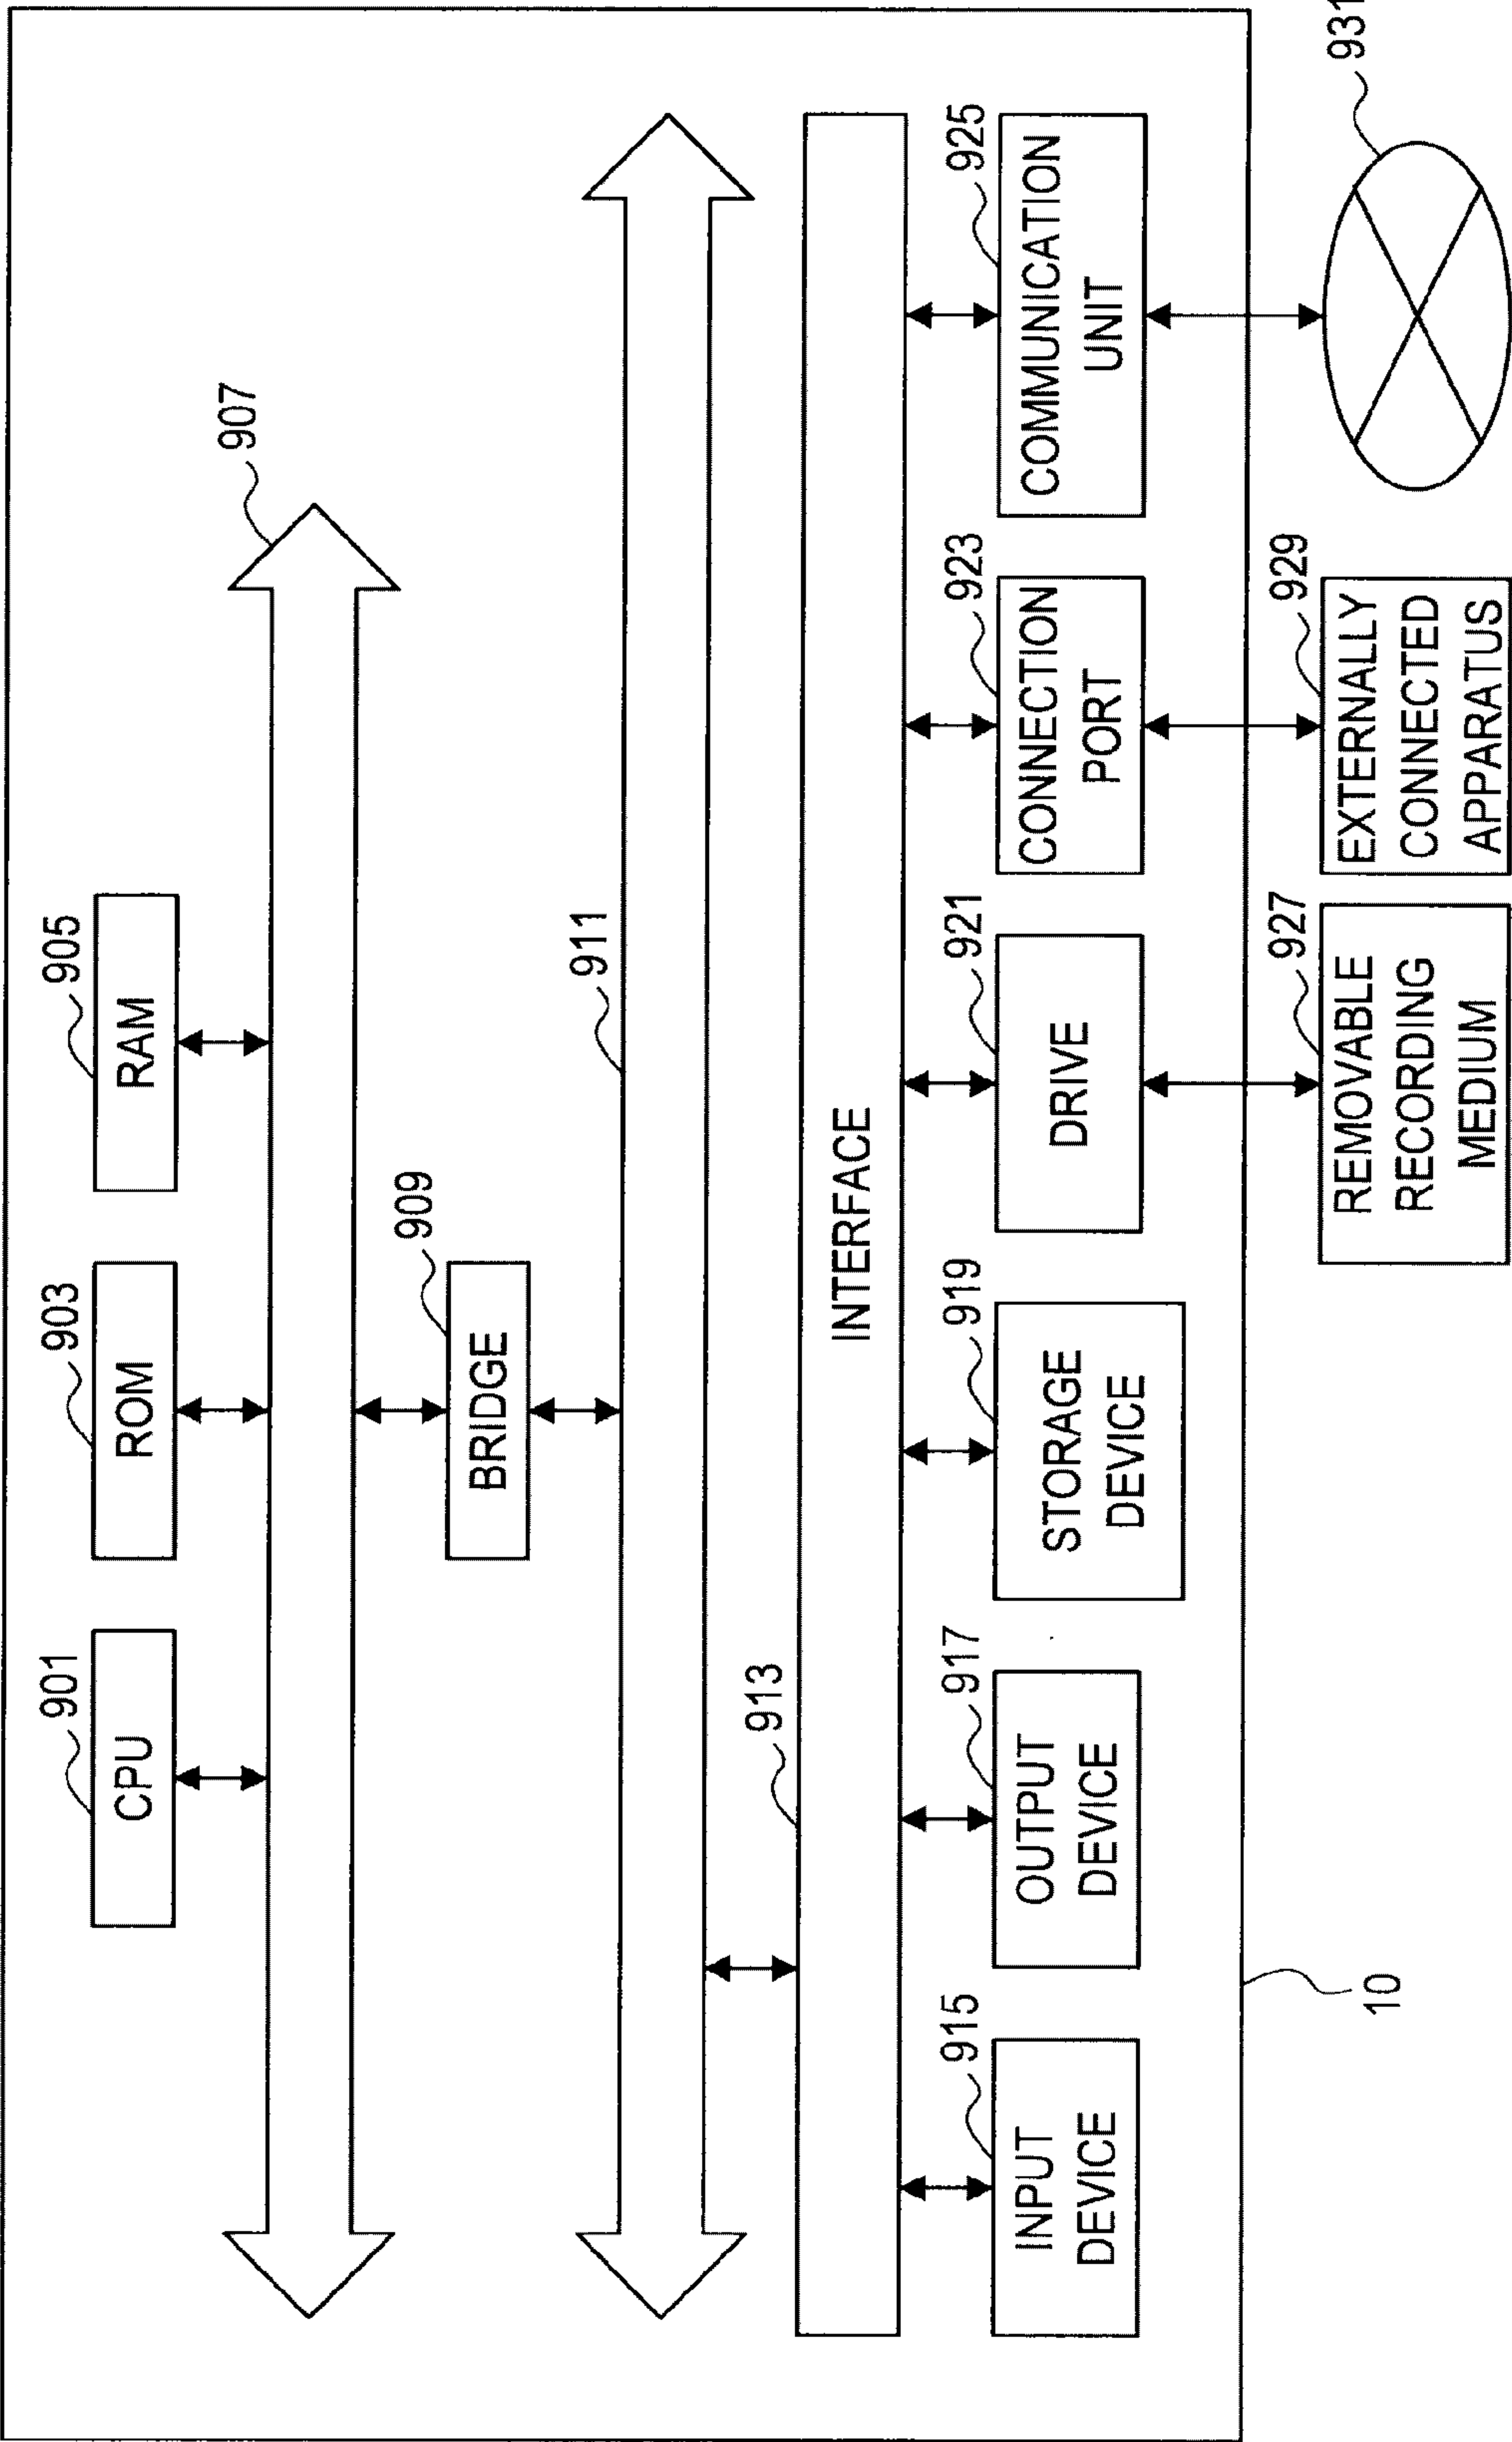 901
903
905
CPU
ROM
RAM
907
909
BRIDGE
911
913
INTERFACE
915
917
919
921
923
925
INPUT
DEVICE
OUTPUT
DEVICE
STORAGE
DEVICE
DRIVE
CONNECTION
PORT
COMMUNICATION
UNIT
10
927
929
931
REMOVABLE
RECORDING
MEDIUM
EXTERNALLY
CONNECTED
APPARATUS